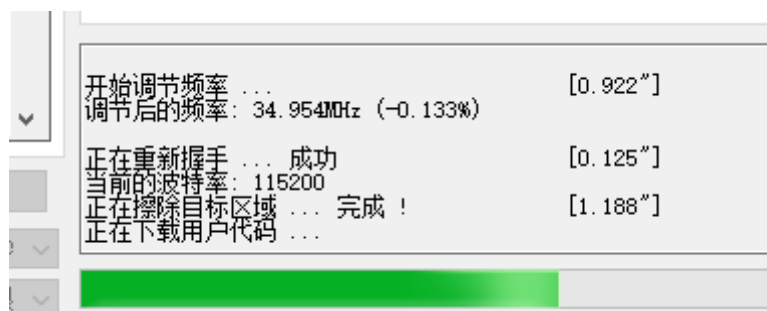 开始调节频率 ... [0.922"]
调节后的频率: 34.954MHz (-0.133%)
正在重新握手 ... 成功 [0.125"]
当前的波特率: 115200
正在擦除目标区域 ... 完成 ! [1.188"]
正在下载用户代码 ...